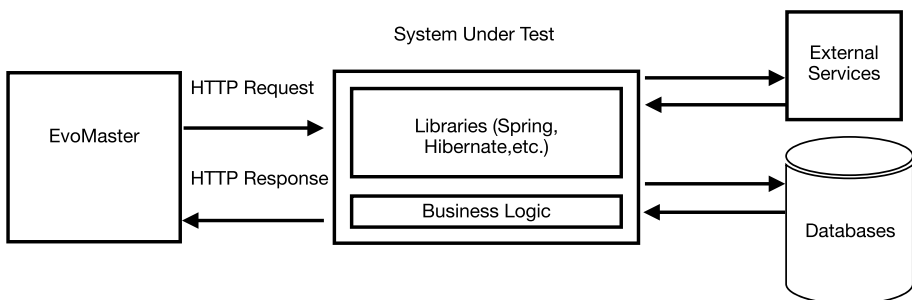 System Under Test
EvoMaster
HTTP Request
HTTP Response
Libraries (Spring,
Hibernate,etc.)
Business Logic
External
Services
Databases